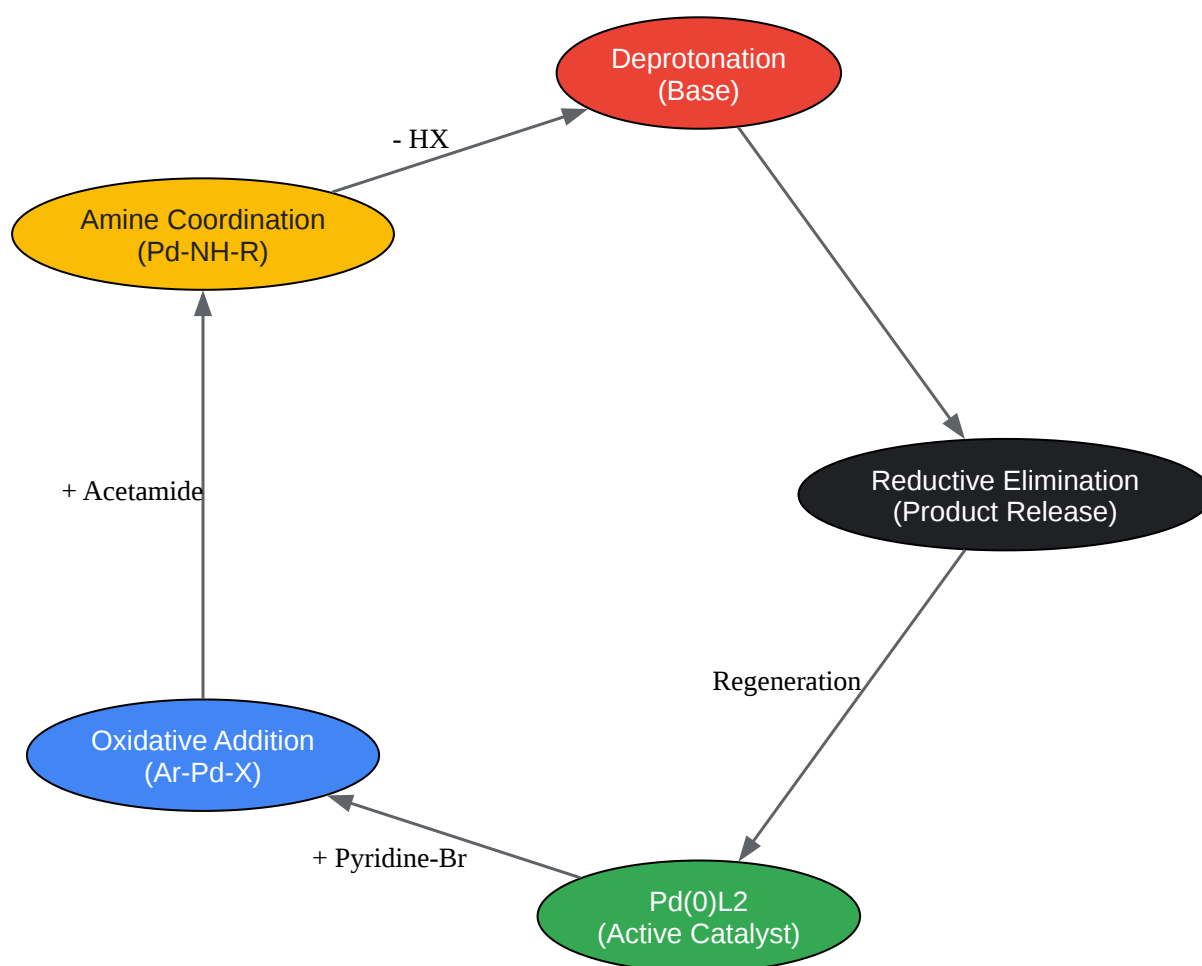 Deprotonation
(Base)
- HX
Amine Coordination
(Pd-NH-R)
+ Acetamide
Reductive Elimination
(Product Release)
Regeneration
Oxidative Addition
(Ar-Pd-X)
+ Pyridine-Br
Pd(0)L2
(Active Catalyst)